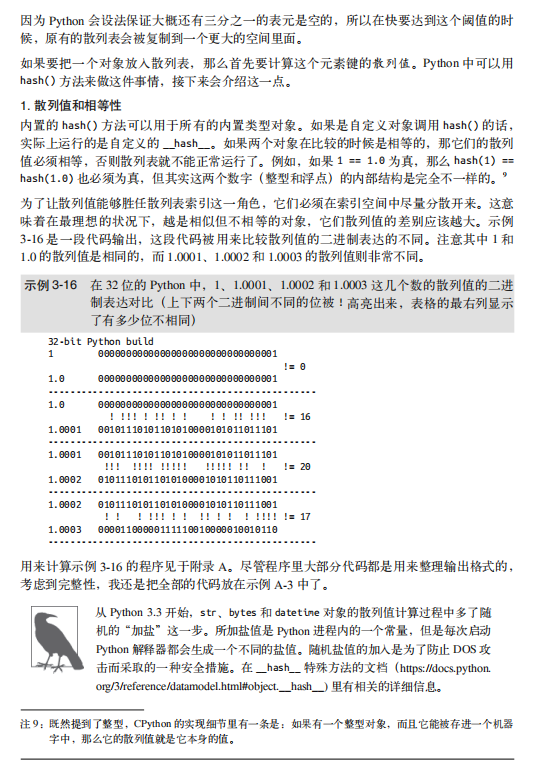 因为 Python 会设法保证大概还有三分之一的表元是空的，所以在快要达到这个阈值的时
候，原有的散列表会被复制到一个更大的空间里面。
如果要把一个对象放入散列表，那么首先要计算这个元素键的散列值。Python 中可以用
hash() 方法来做这件事情，接下来会介绍这一点。
1. 散列值和相等性
内置的 hash() 方法可以用于所有的内置类型对象。如果是自定义对象调用 hash() 的话，
实际上运行的是自定义的 __hash__。如果两个对象在比较的时候是相等的，那它们的散列
值必须相等，否则散列表就不能正常运行了。例如，如果 1 == 1.0 为真，那么 hash(1) ==
hash(1.0) 也必须为真，但其实这两个数字（整型和浮点）的内部结构是完全不一样的。9
为了让散列值能够胜任散列表索引这一角色，它们必须在索引空间中尽量分散开来。这意
味着在最理想的状况下，越是相似但不相等的对象，它们散列值的差别应该越大。示例
3-16 是一段代码输出，这段代码被用来比较散列值的二进制表达的不同。注意其中 1 和
1.0 的散列值是相同的，而 1.0001、1.0002 和 1.0003 的散列值则非常不同。
示例 3-16 在 32 位的 Python 中，1、1.0001、1.0002 和 1.0003 这几个数的散列值的二进
制表达对比（上下两个二进制间不同的位被 ! 高亮出来，表格的最右列显示
了有多少位不相同）
32-bit Python build
1       00000000000000000000000000000001
                                         != 0
1.0     00000000000000000000000000000001
------------------------------------------------
1.0     00000000000000000000000000000001
          ! !!! ! !! ! !    ! ! !! !!!   != 16
1.0001  00101110101101010000101011011101
------------------------------------------------
1.0001  00101110101101010000101011011101
         !!!  !!!! !!!!!   !!!!! !!  !   != 20
1.0002  01011101011010100001010110111001
------------------------------------------------
1.0002  01011101011010100001010110111001
         ! !   ! !!! ! !  !! ! !  ! !!!! != 17
1.0003  00001100000111110010000010010110
------------------------------------------------
用来计算示例 3-16 的程序见于附录 A。尽管程序里大部分代码都是用来整理输出格式的，
考虑到完整性，我还是把全部的代码放在示例 A-3 中了。
从 Python 3.3 开始，str、bytes 和 datetime 对象的散列值计算过程中多了随
机的“加盐”这一步。所加盐值是 Python 进程内的一个常量，但是每次启动
Python 解释器都会生成一个不同的盐值。随机盐值的加入是为了防止 DOS 攻
击而采取的一种安全措施。在 __hash__ 特殊方法的文档（https://docs.python.
org/3/reference/datamodel.html#object.__hash__）里有相关的详细信息。
注 9：既然提到了整型，CPython 的实现细节里有一条是：如果有一个整型对象，而且它能被存进一个机器
字中，那么它的散列值就是它本身的值。